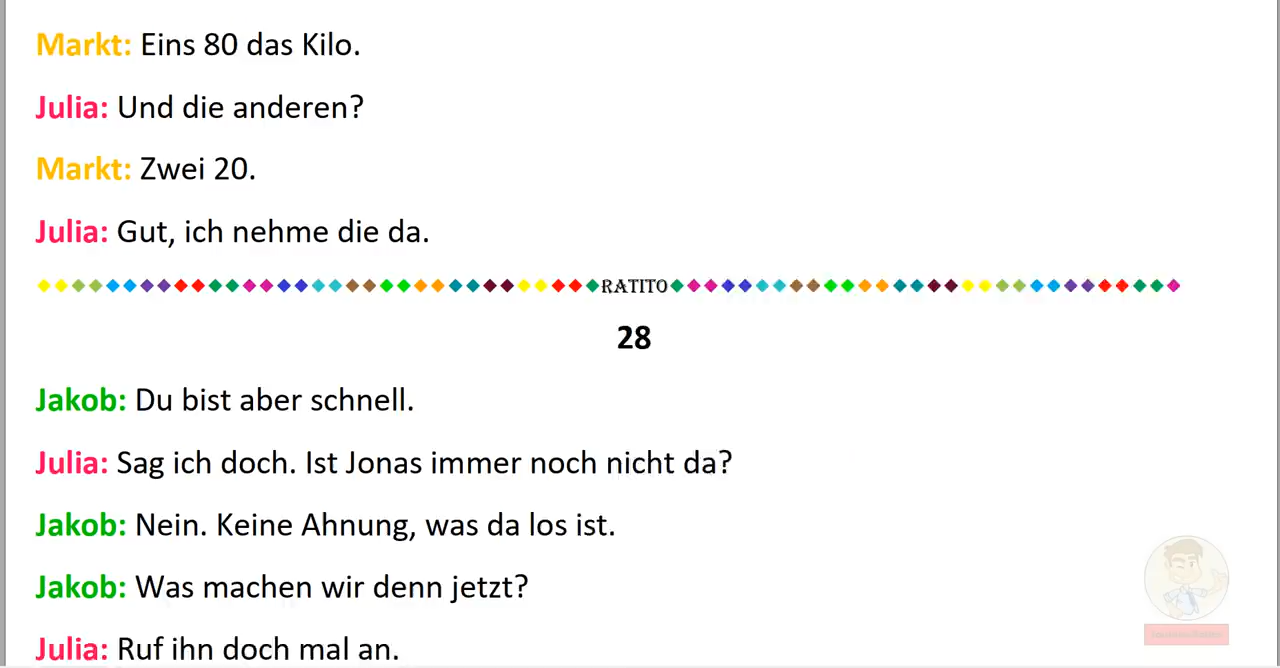 Markt: Eins 80 das Kilo.
Julia: Und die anderen?
Markt: Zwei 20.
Julia: Gut, ich nehme die da.
RATITO
28
Jakob: Du bist aber schnell.
Julia: Sag ich doch. Ist Jonas immer noch nicht da?
Jakob: Nein. Keine Ahnung, was da los ist.
Jakob: Was machen wir denn jetzt?
Julia: Ruf ihn doch mal an.